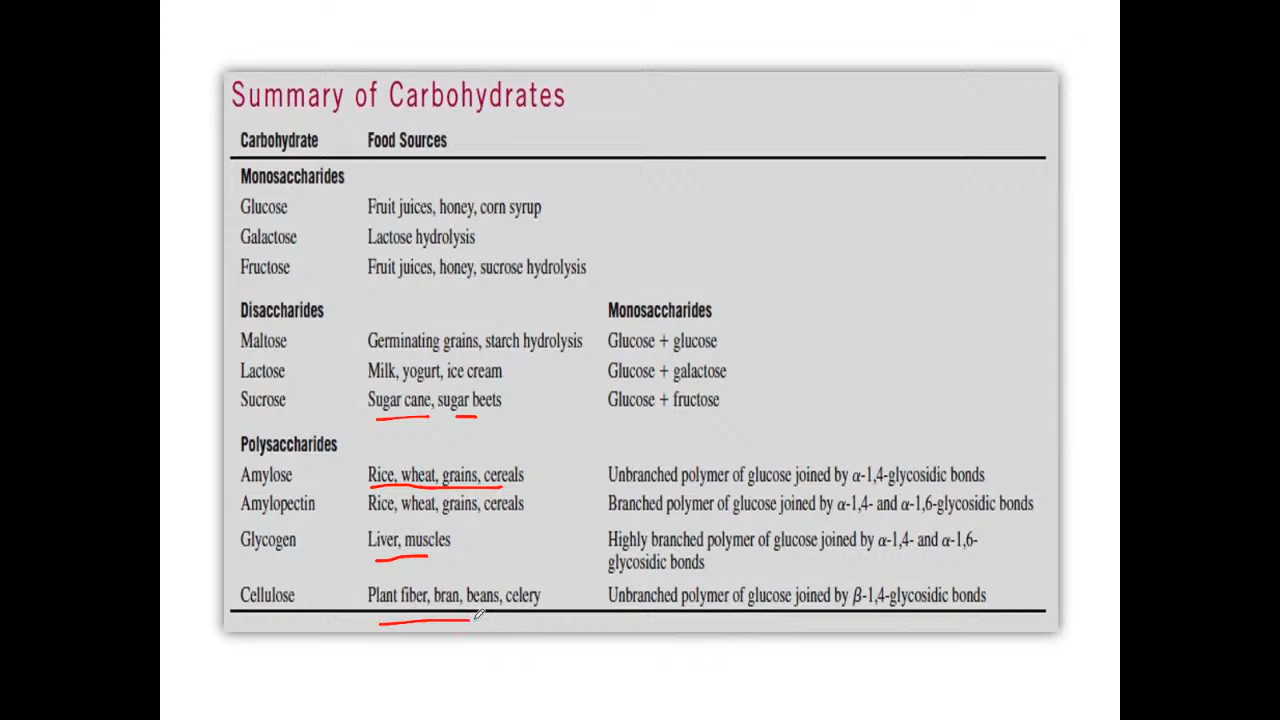 Summary of Carbohydrates
Carbohydrate Food Sources
Monosaccharides
Glucose Fruit juices, honey, corn syrup
Galactose Lactose hydrolysis
Fructose Fruit juices, honey, sucrose hydrolysis
Disaccharides Monosaccharides
Maltose Germinating grains, starch hydrolysis Glucose + glucose
Lactose Milk, yogurt, ice cream Glucose + galactose
Sucrose Sugar cane, sugar beets Glucose + fructose
Polysaccharides
Amylose Rice, wheat, grains, cereals Unbranched polymer of glucose joined by α-1,4-glycosidic bonds
Amylopectin Rice, wheat, grains, cereals Branched polymer of glucose joined by α-1,4- and α-1,6-glycosidic bonds
Glycogen Liver, muscles Highly branched polymer of glucose joined by α-1,4- and α-1,6-
glycosidic bonds
Cellulose Plant fiber, bran, beans, celery Unbranched polymer of glucose joined by β-1,4-glycosidic bonds